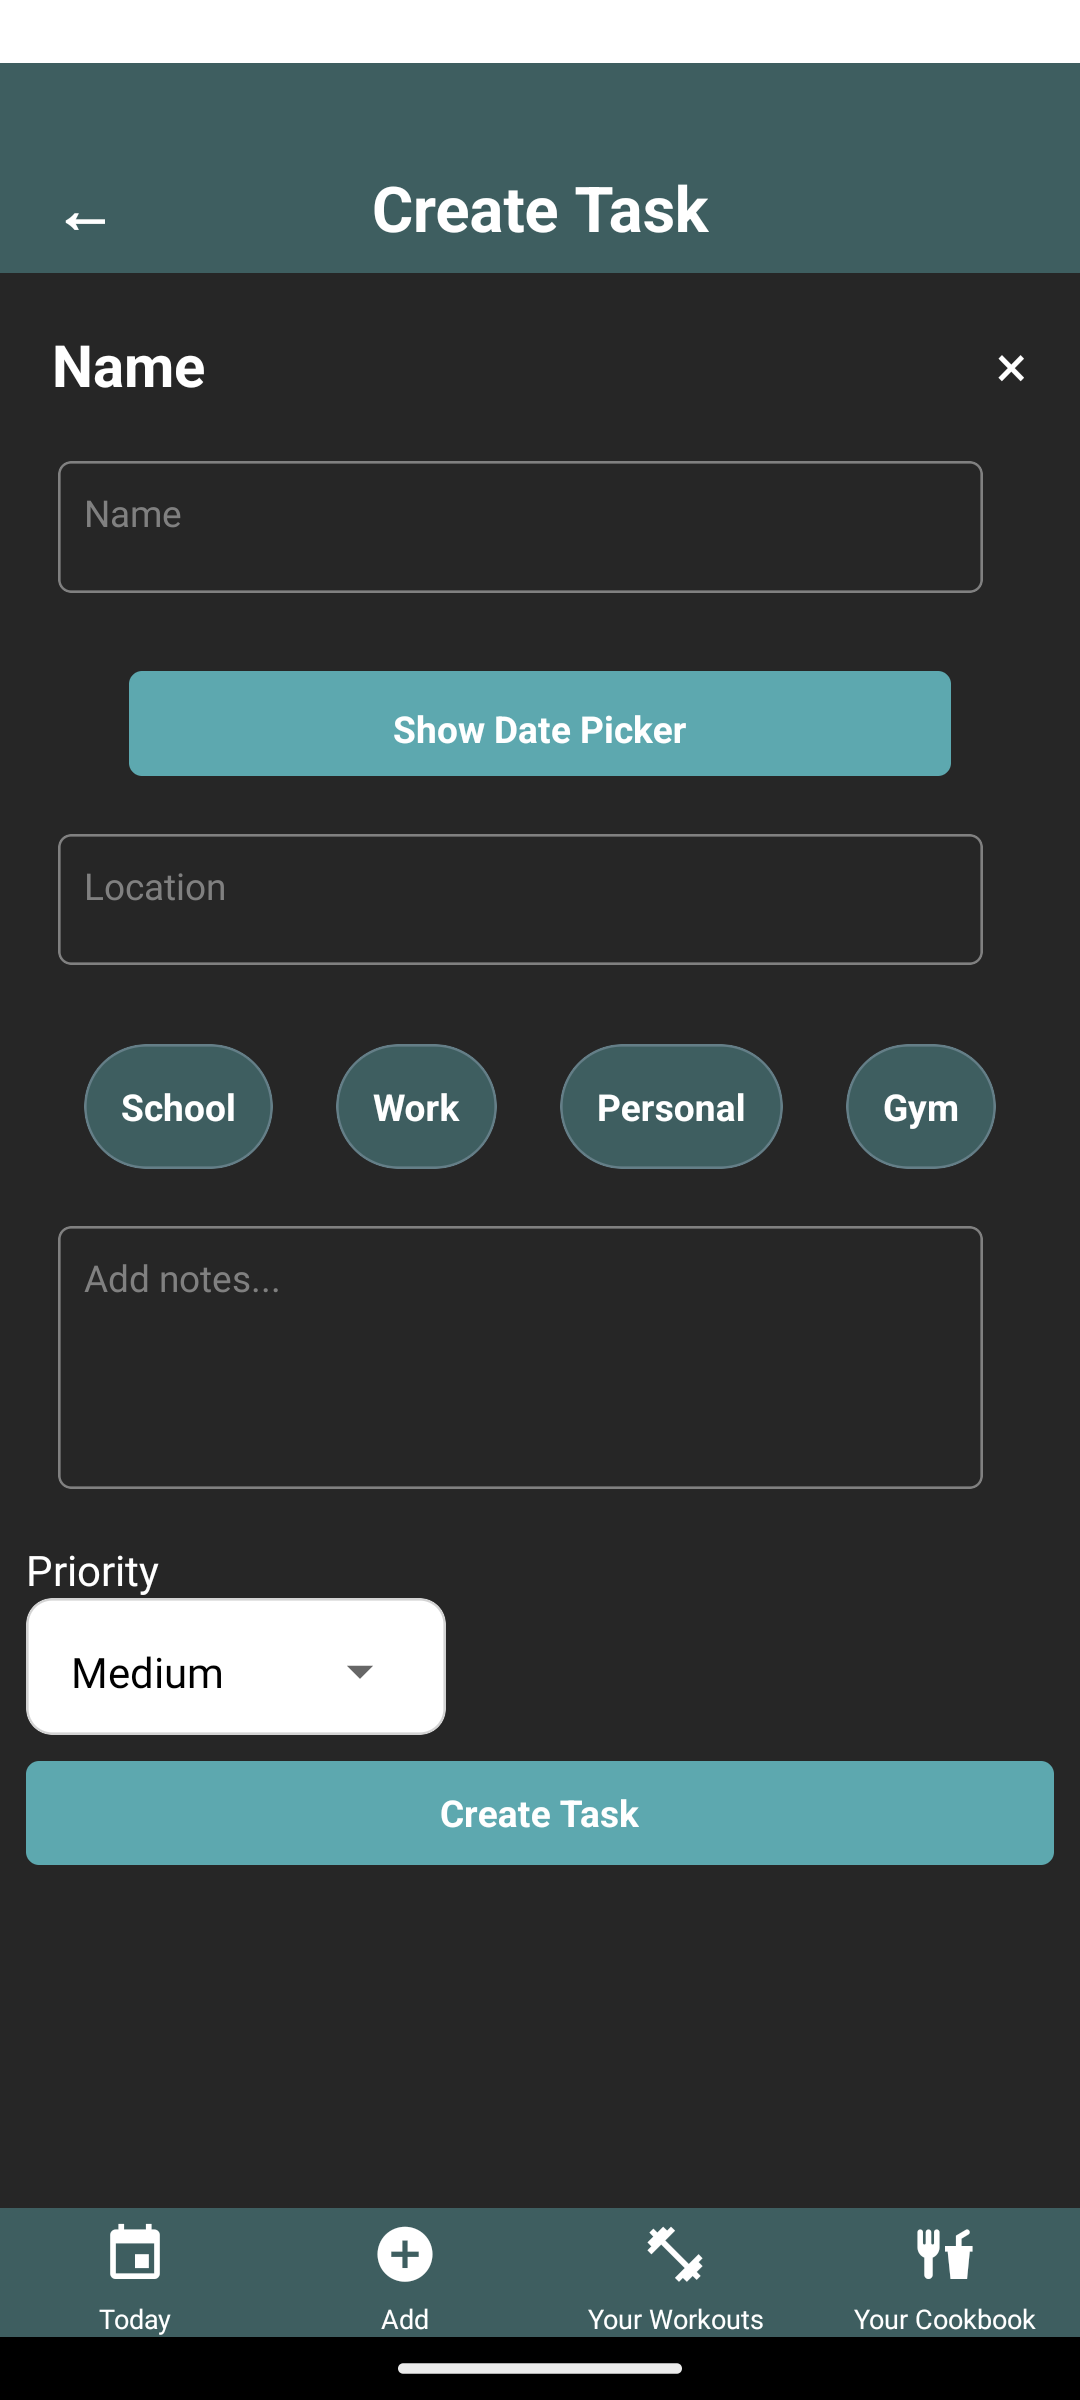 ← Create Task
Name ×
Name
Show Date Picker
Location
School Work Personal Gym
Add notes...
Priority
Medium
Create Task
Today Add Your Workouts Your Cookbook